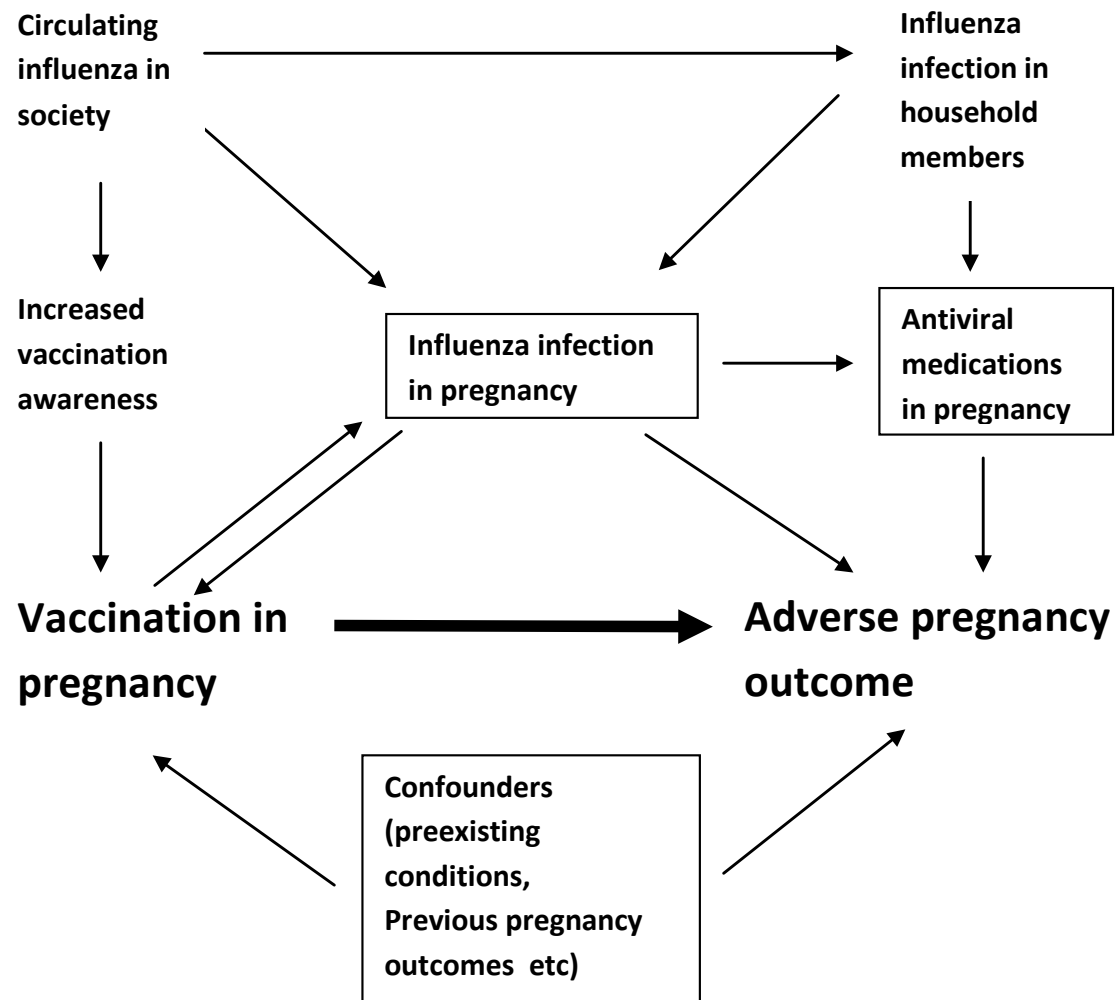 Circulating
influenza in
society
Influenza
infection in
household
members
Increased
vaccination
awareness
Influenza infection
in pregnancy
Antiviral
medications
in pregnancy
Vaccination in
pregnancy
Adverse pregnancy
outcome
Confounders
(preexisting
conditions,
Previous pregnancy
outcomes etc)